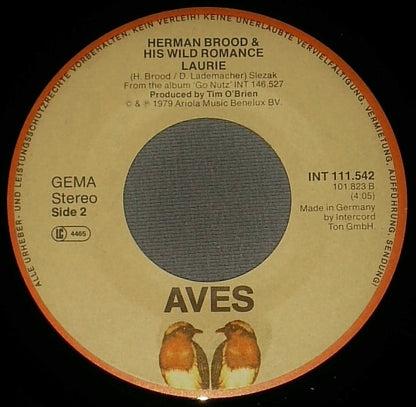 ALLE URHEBER- UND LEISTUNGSSCHUTZRECHTE VORBEHALTEN. KEIN VERLEIH! KEINE UNERLAUBTE VERVIELFÄLTIGUNG, VERMIETUNG, AUFFÜHRUNG, SENDUNG!
HERMAN BROOD &
HIS WILD ROMANCE
LAURIE
(H. Brood / D. Lademacher) Slezak
From the album 'Go Nutz' INT 146.527
Produced by Tim O'Brien
© & ℗ 1979 Ariola Music Benelux BV.
GEMA
Stereo
Side 2
LC 4465
INT 111.542
101.823 B
(4:05)
Made in Germany
by Intercord
Ton GmbH.
AVES